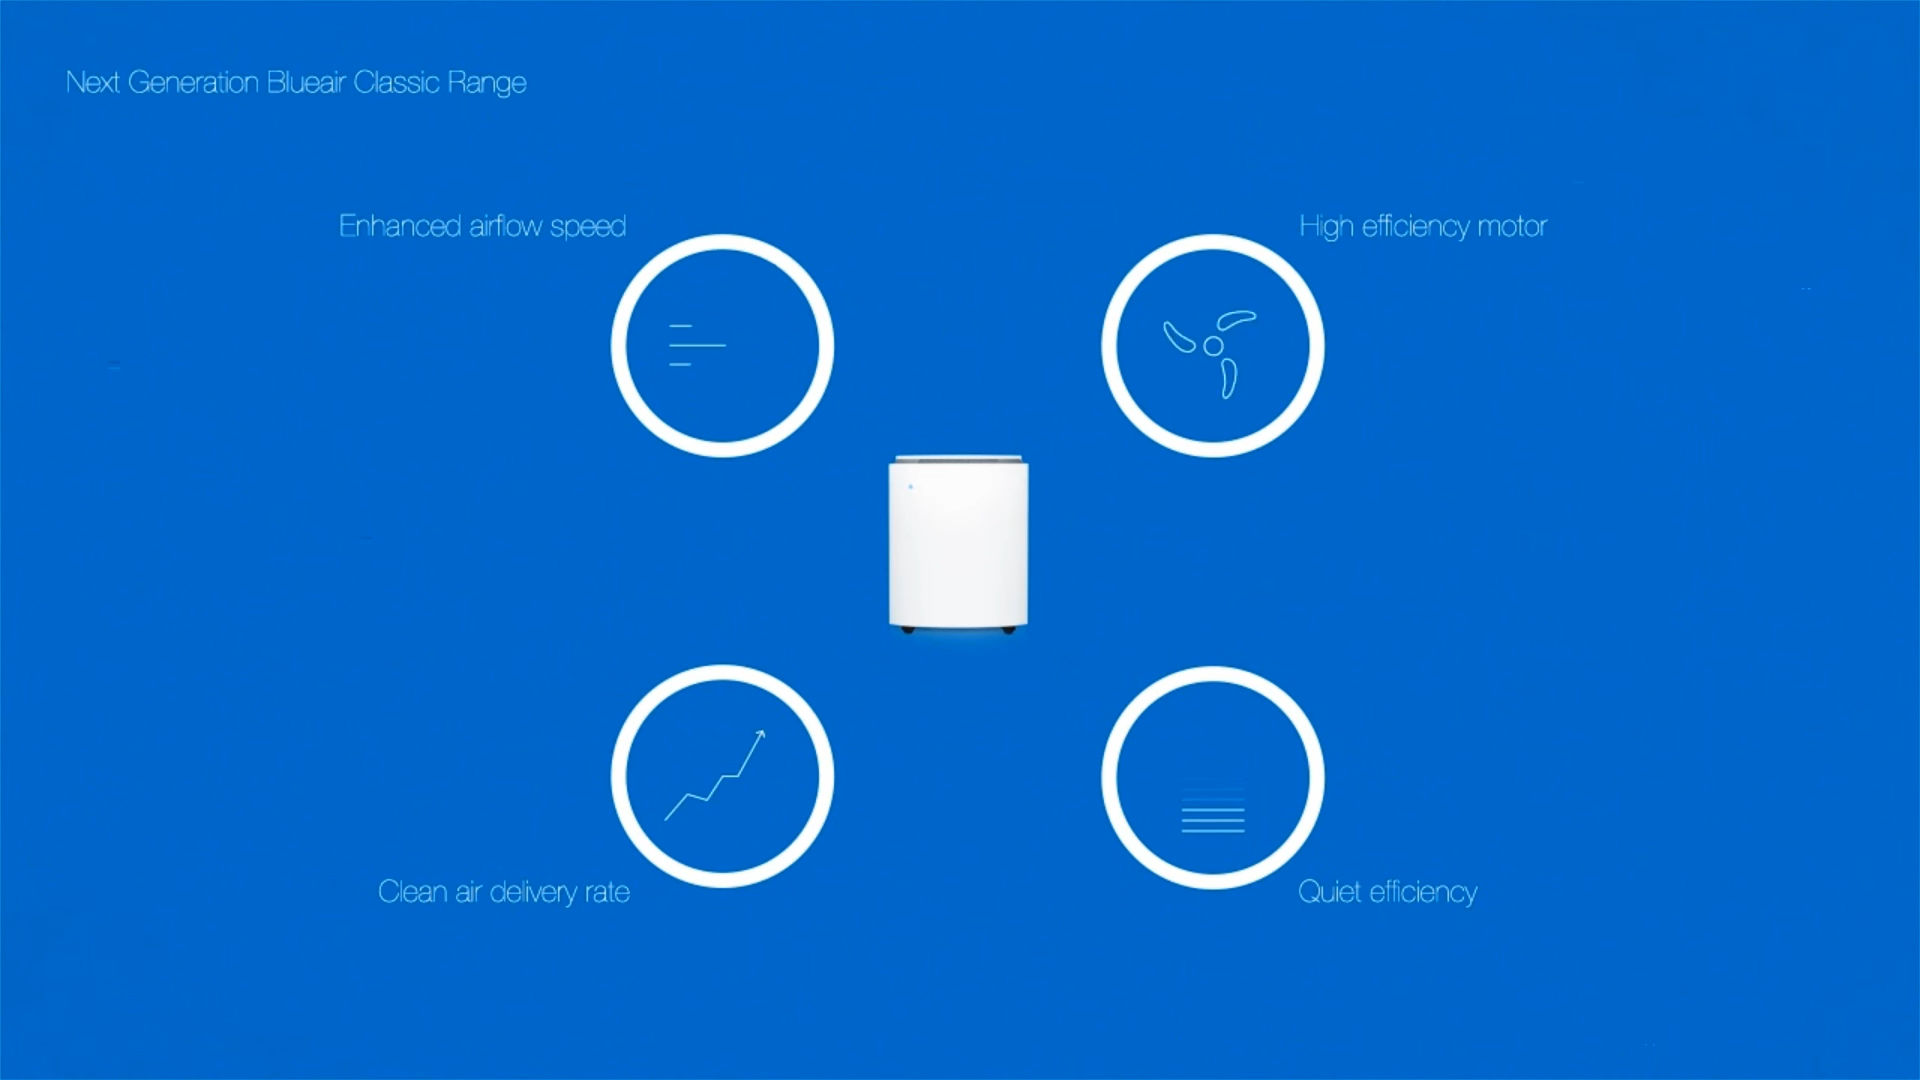 Next Generation Blueair Classic Range
Enhanced airflow speed
High efficiency motor
Clean air delivery rate
Quiet efficiency